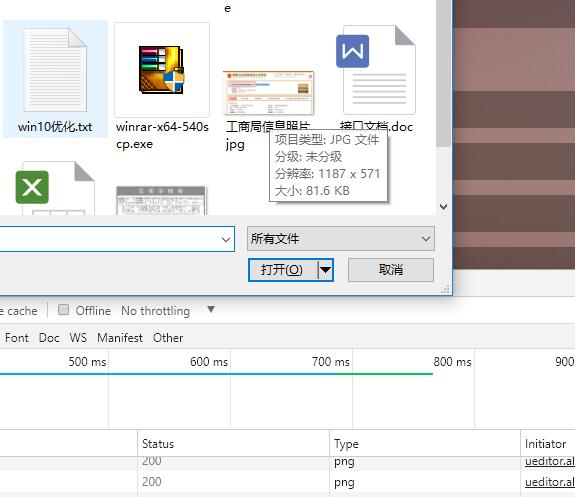 e
win10优化.txt
winrar-x64-540scp.exe
工商局信息照片.jpg
接口文档.doc
项目类型: JPG 文件
分级: 未分级
分辨率: 1187 x 571
大小: 81.6 KB
所有文件
打开(O)
取消
e cache
Offline
No throttling
Font Doc WS Manifest Other
500 ms 600 ms 700 ms 800 ms 900
Status Type Initiator
200 png ueditor.al
200 png ueditor.al